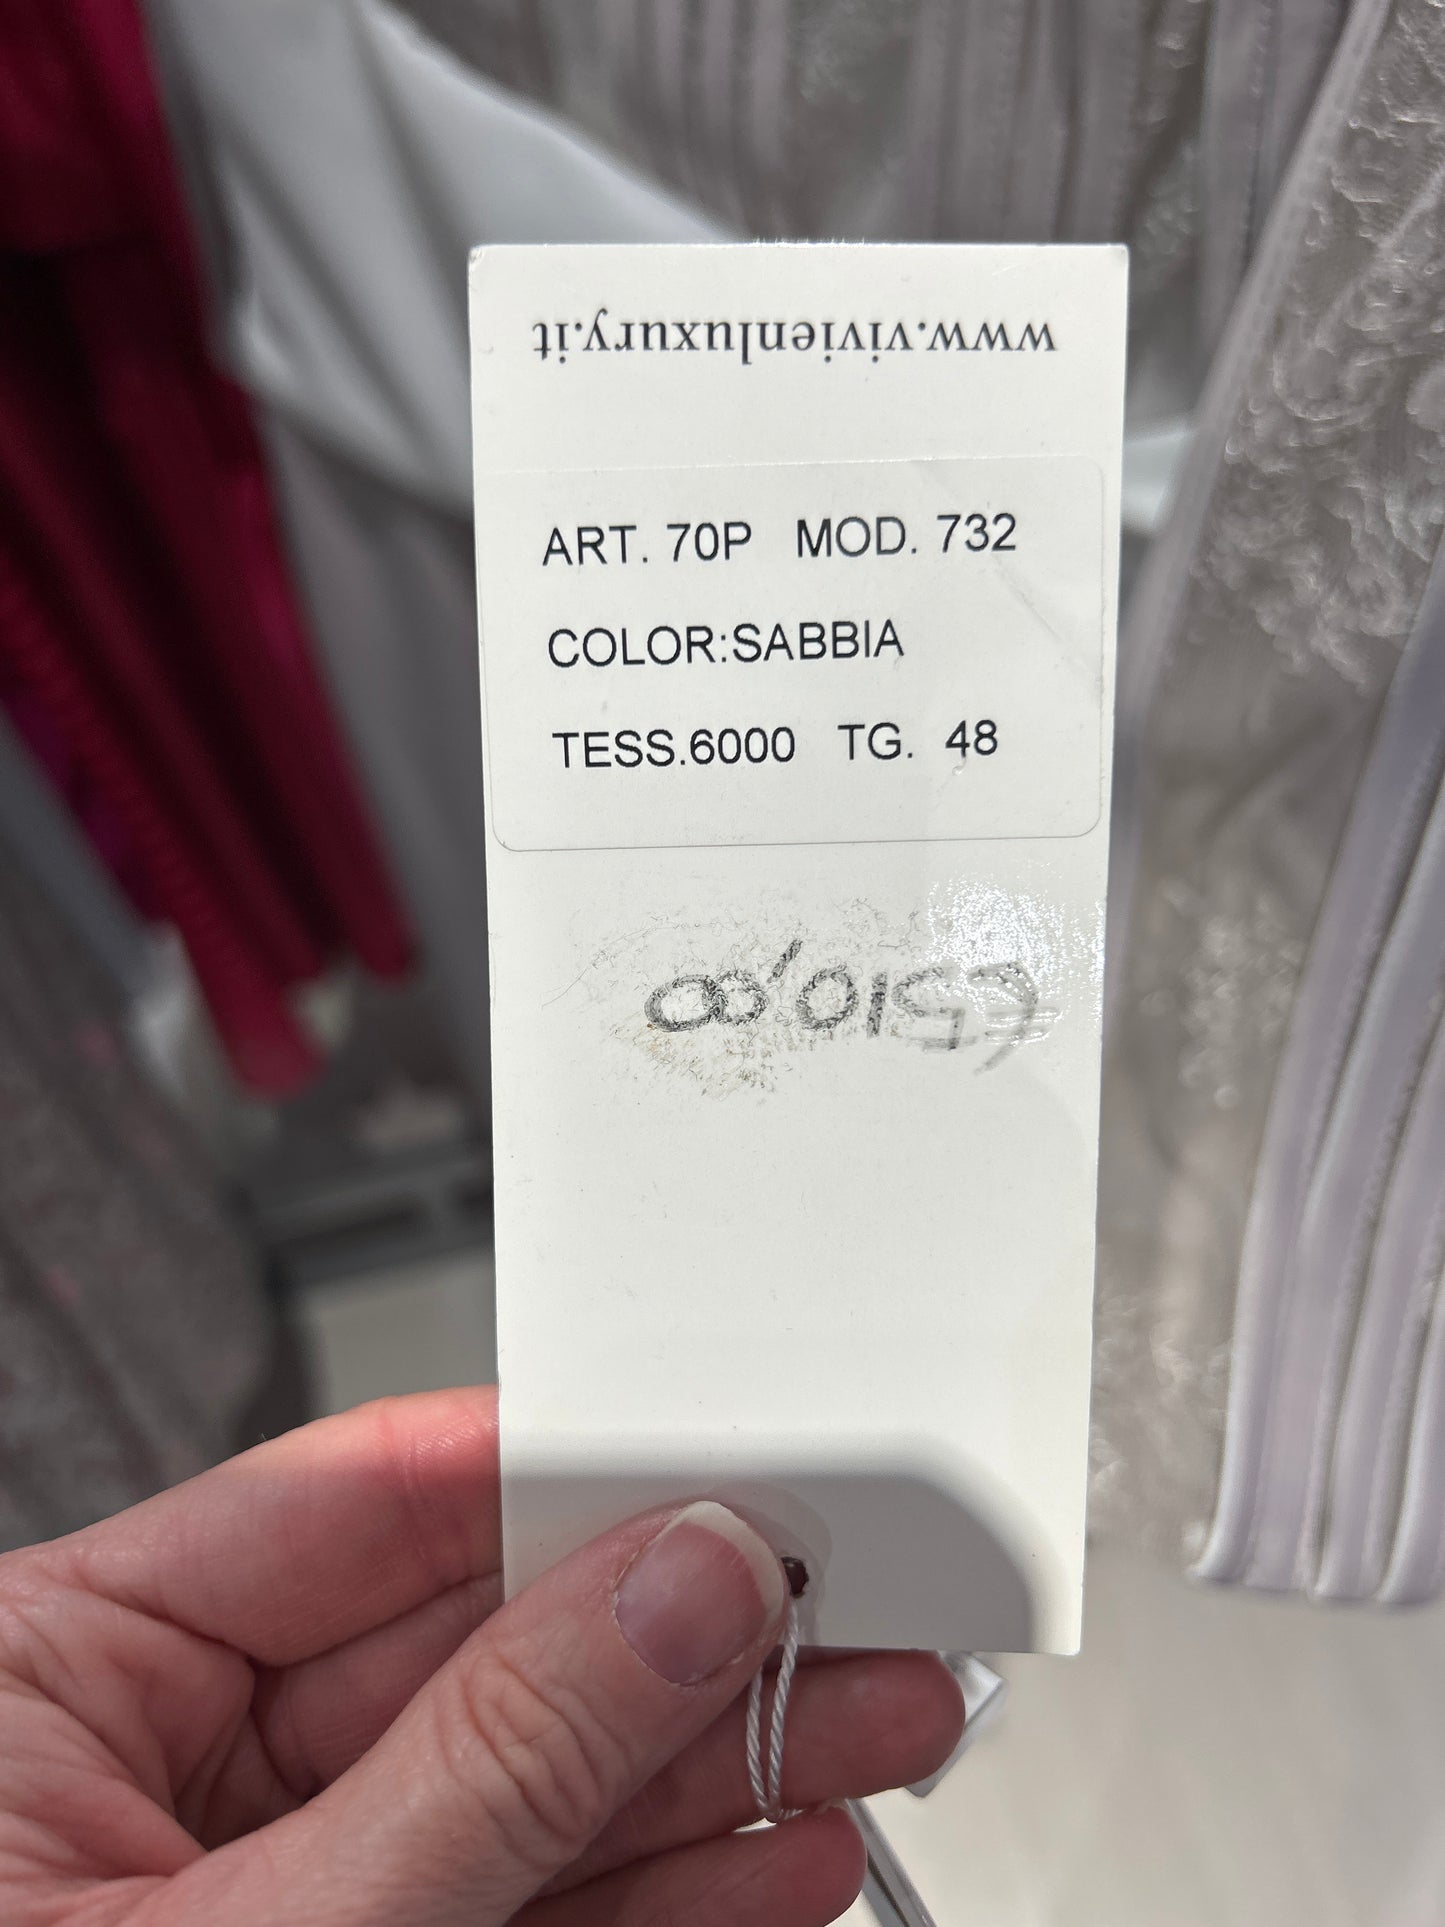 www.vivienluxury.it
ART. 70P MOD. 732
COLOR:SABBIA
TESS.6000 TG. 48
€510,00